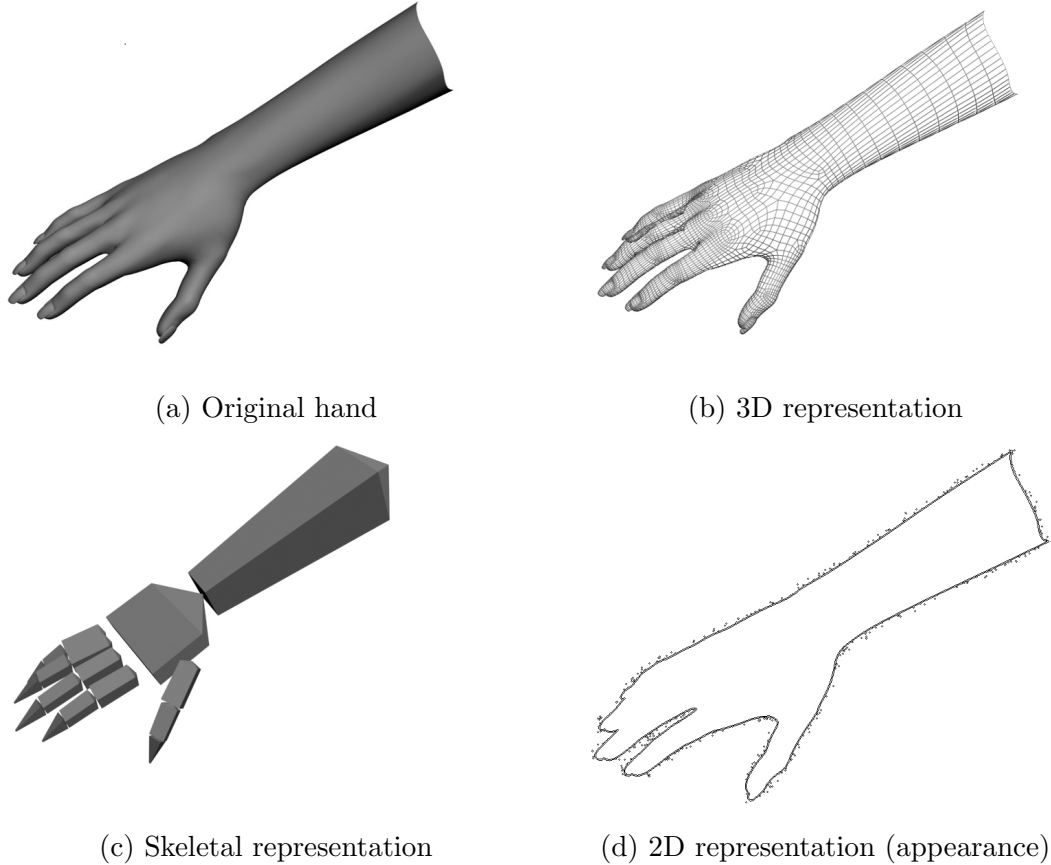 (a) Original hand
(b) 3D representation
(c) Skeletal representation
(d) 2D representation (appearance)